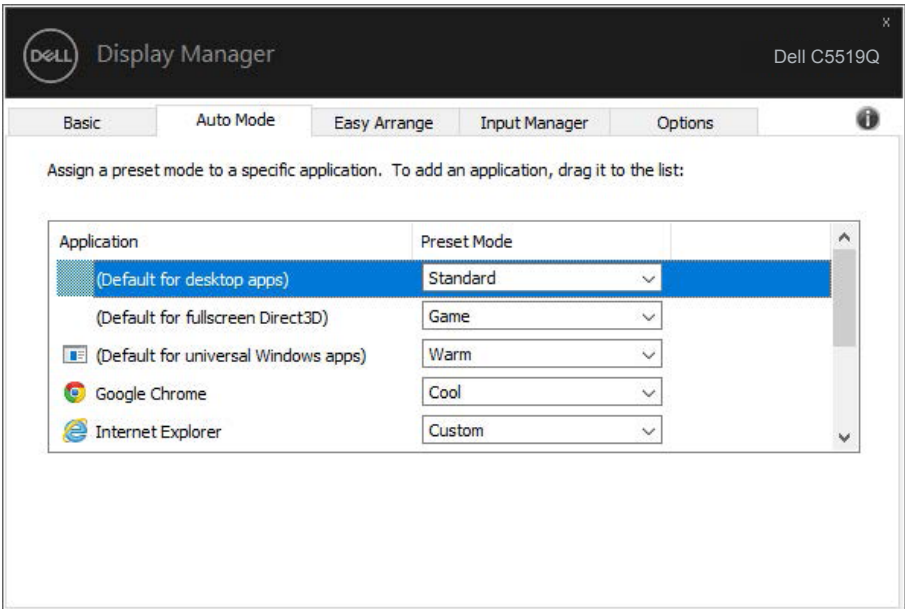 x
DELL Display Manager Dell C5519Q
Basic Auto Mode Easy Arrange Input Manager Options
Assign a preset mode to a specific application. To add an application, drag it to the list:
Application Preset Mode
(Default for desktop apps) Standard
(Default for fullscreen Direct3D) Game
(Default for universal Windows apps) Warm
Google Chrome Cool
Internet Explorer Custom